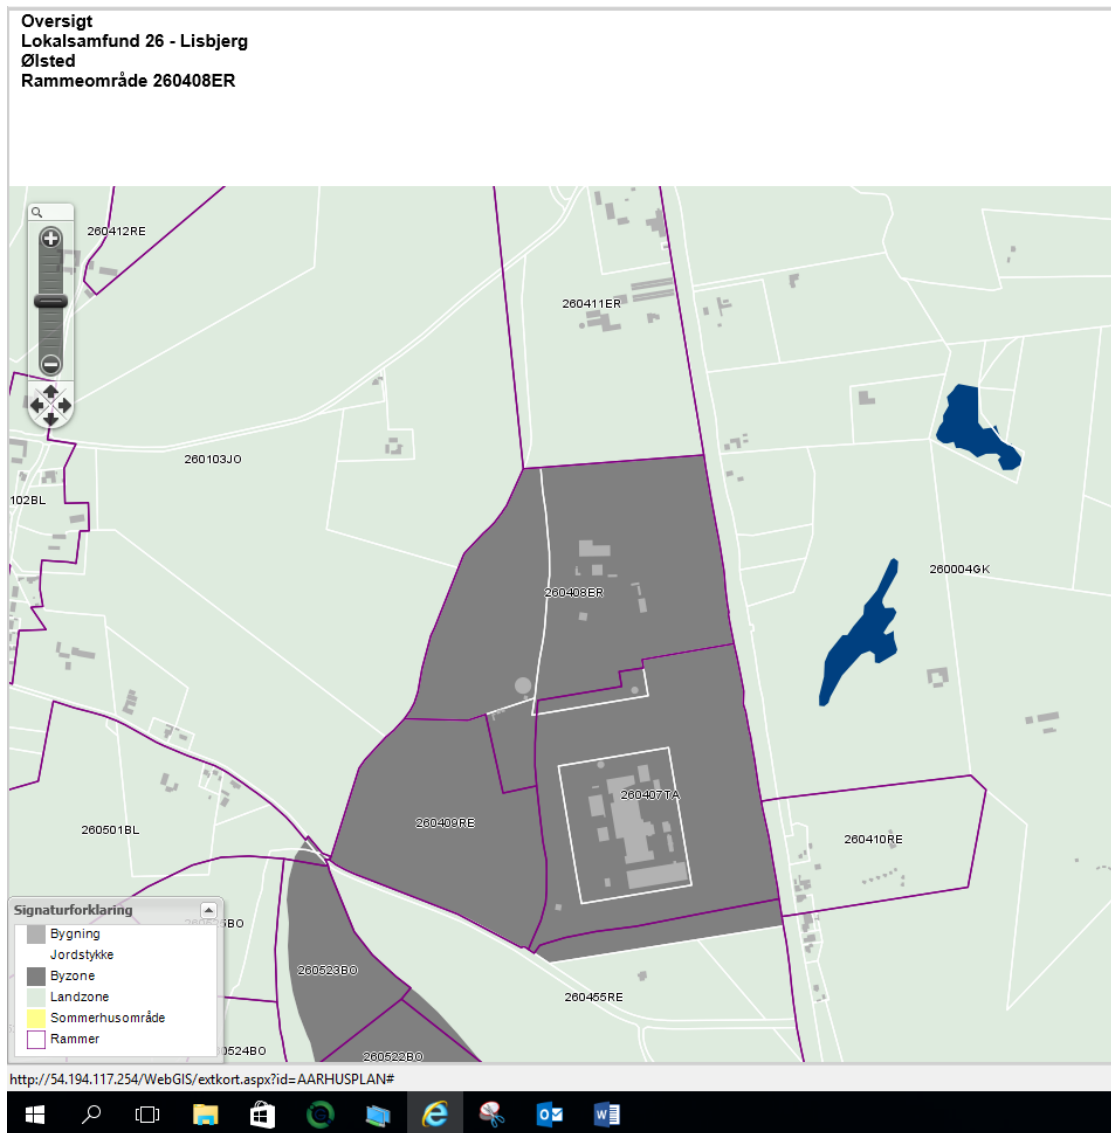 Oversigt
Lokalsamfund 26 - Lisbjerg
Ølsted
Rammeområde 260408ER
260412RE
260411ER
260103JO
102BL
260004GK
260408ER
260407TA
260409RE
260501BL
260410RE
Signaturforklaring
Bygning
Jordstykke
Byzone
Landzone
Sommerhusområde
Rammer
260523BO
260455RE
524BO
260522BO
http://54.194.117.254/WebGIS/extkort.aspx?id=AARHUSPLAN#